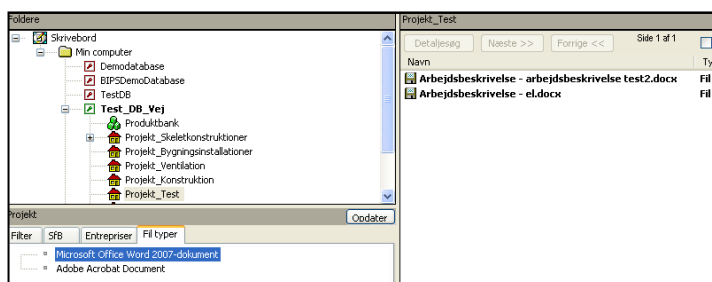 Foldere
Skrivebord
Min computer
Demodatabase
BIPSDemoDatabase
TestDB
Test_DB_Vej
Produktbank
Projekt_Skeletkonstruktioner
Projekt_Bygningsinstallationer
Projekt_Ventilation
Projekt_Konstruktion
Projekt_Test
Projekt
Opdater
Filter SfB Entrepriser Fil typer
Microsoft Office Word 2007-dokument
Adobe Acrobat Document
Projekt_Test
Detaljesøg Næste >> Forrige << Side 1 af 1
Navn Ty
Arbejdsbeskrivelse - arbejdsbeskrivelse test2.docx Fil
Arbejdsbeskrivelse - el.docx Fil